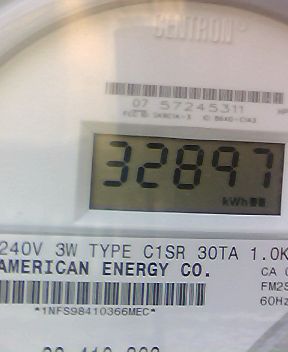 CENTRON®
07 57245311
32897
kWh
240V 3W TYPE C1SR 30TA 1.0K
AMERICAN ENERGY CO.
CA
FM2S
60Hz
*1NFS98410366MEC*